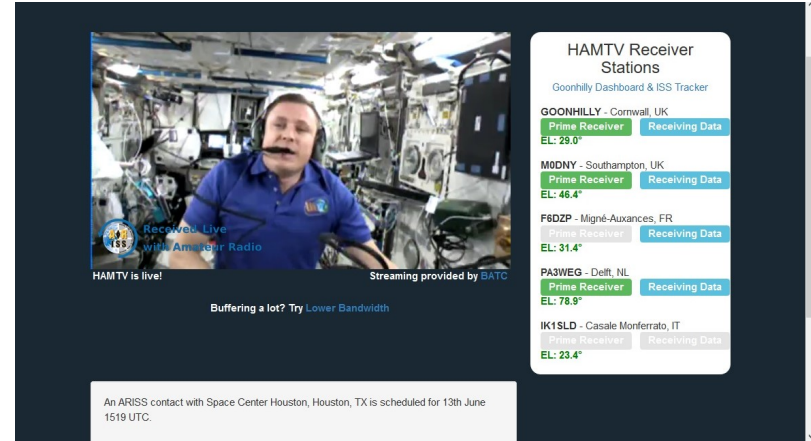 ISS
Received Live
with Amateur Radio
HAMTV is live!
Streaming provided by BATC
Buffering a lot? Try Lower Bandwidth
An ARISS contact with Space Center Houston, Houston, TX is scheduled for 13th June
1519 UTC.
HAMTV Receiver
Stations
Goonhilly Dashboard & ISS Tracker
GOONHILLY - Cornwall, UK
Prime Receiver Receiving Data
EL: 29.0°
M0DNY - Southampton, UK
Prime Receiver Receiving Data
EL: 46.4°
F6DZP - Migné-Auxances, FR
Prime Receiver Receiving Data
EL: 31.4°
PA3WEG - Delft, NL
Prime Receiver Receiving Data
EL: 78.9°
IK1SLD - Casale Monferrato, IT
Prime Receiver Receiving Data
EL: 23.4°